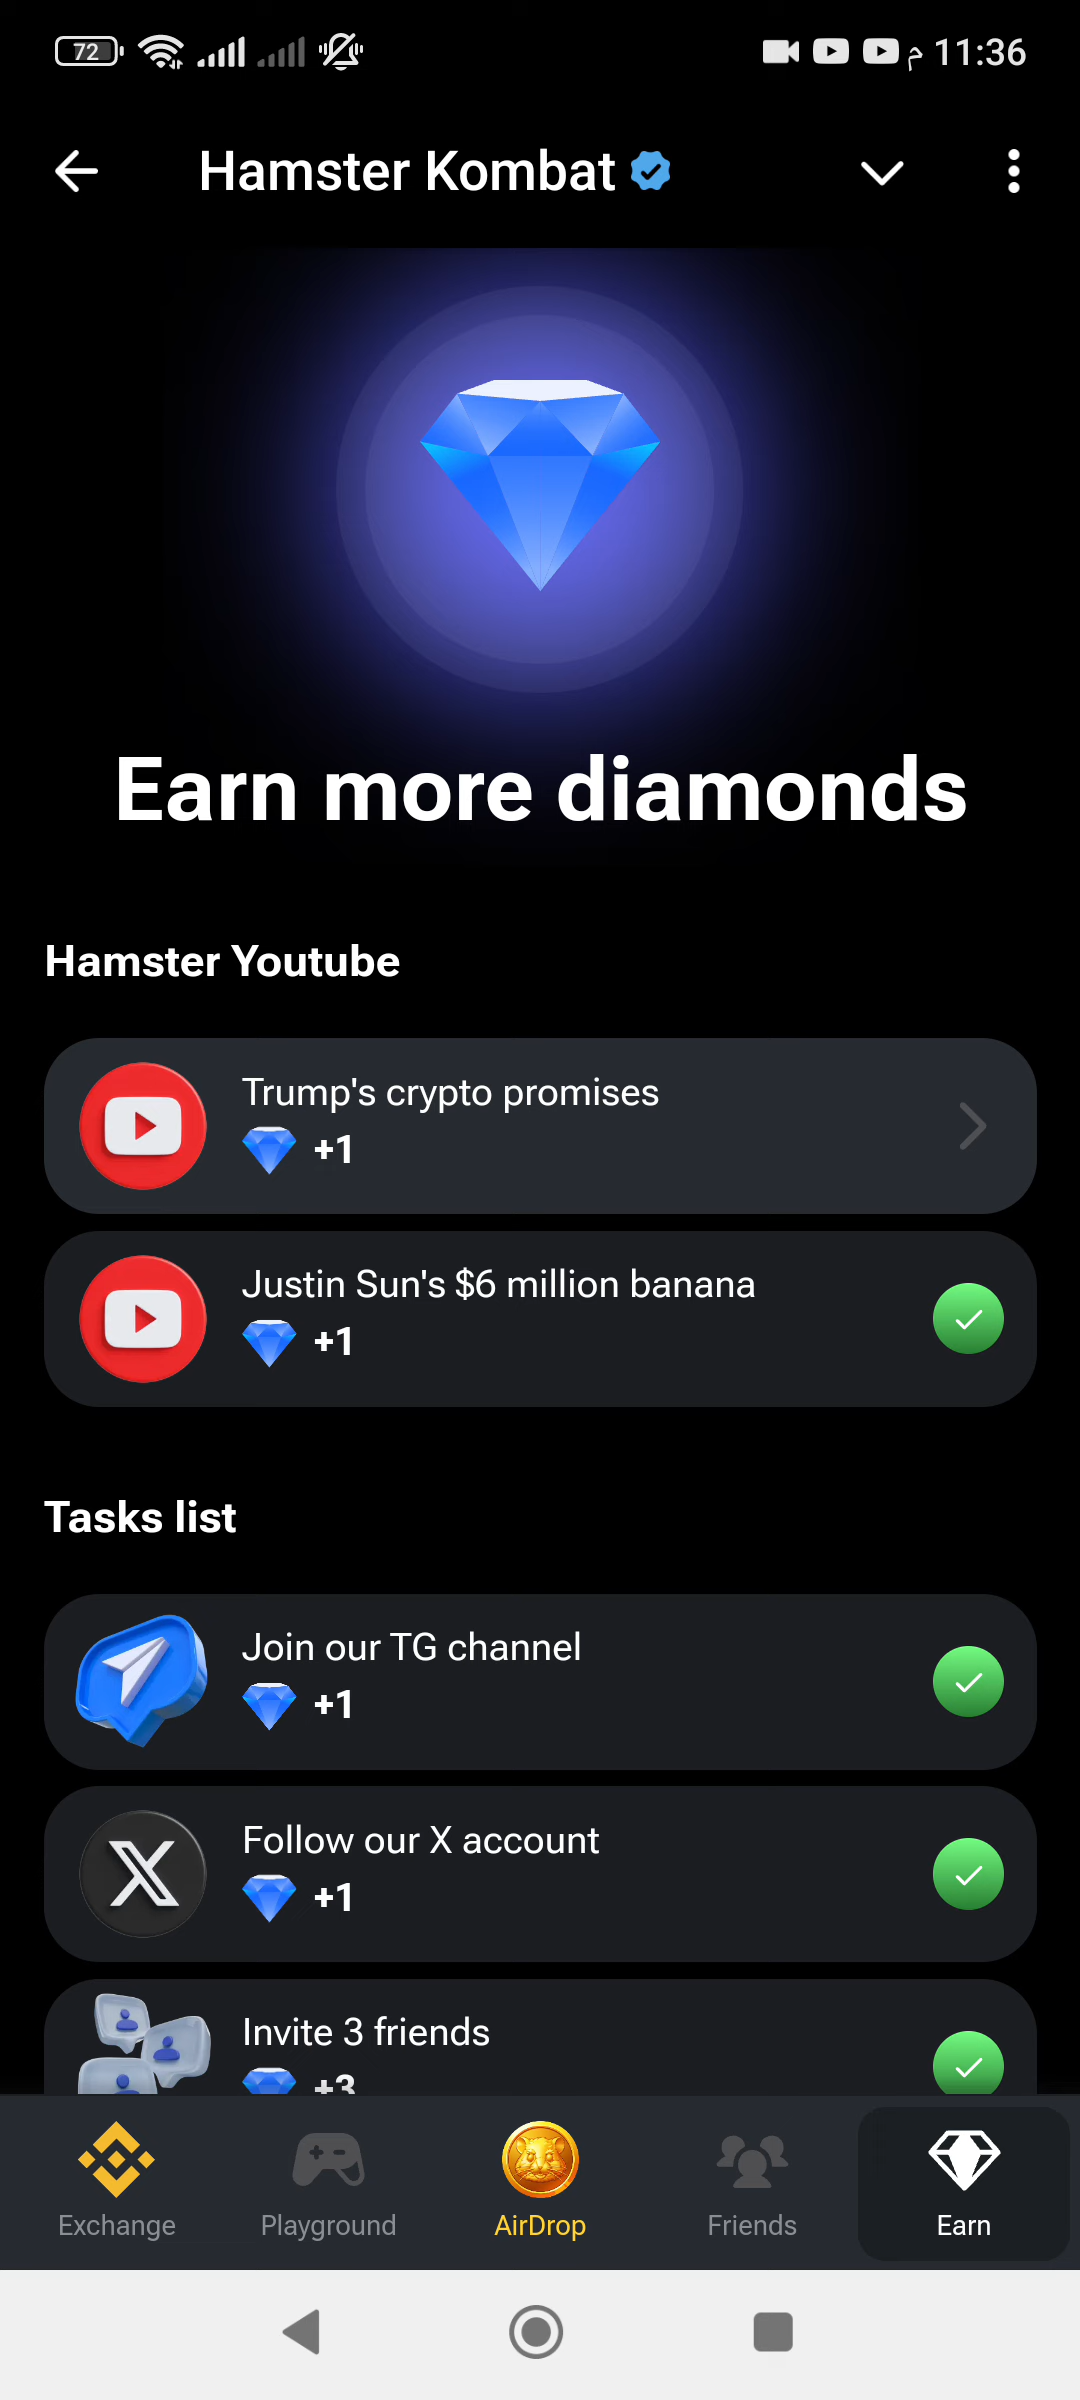 72
م 11:36
Hamster Kombat
Earn more diamonds
Hamster Youtube
Trump's crypto promises
+1
Justin Sun's $6 million banana
+1
Tasks list
Join our TG channel
+1
Follow our X account
+1
Invite 3 friends
+3
Exchange
Playground
AirDrop
Friends
Earn